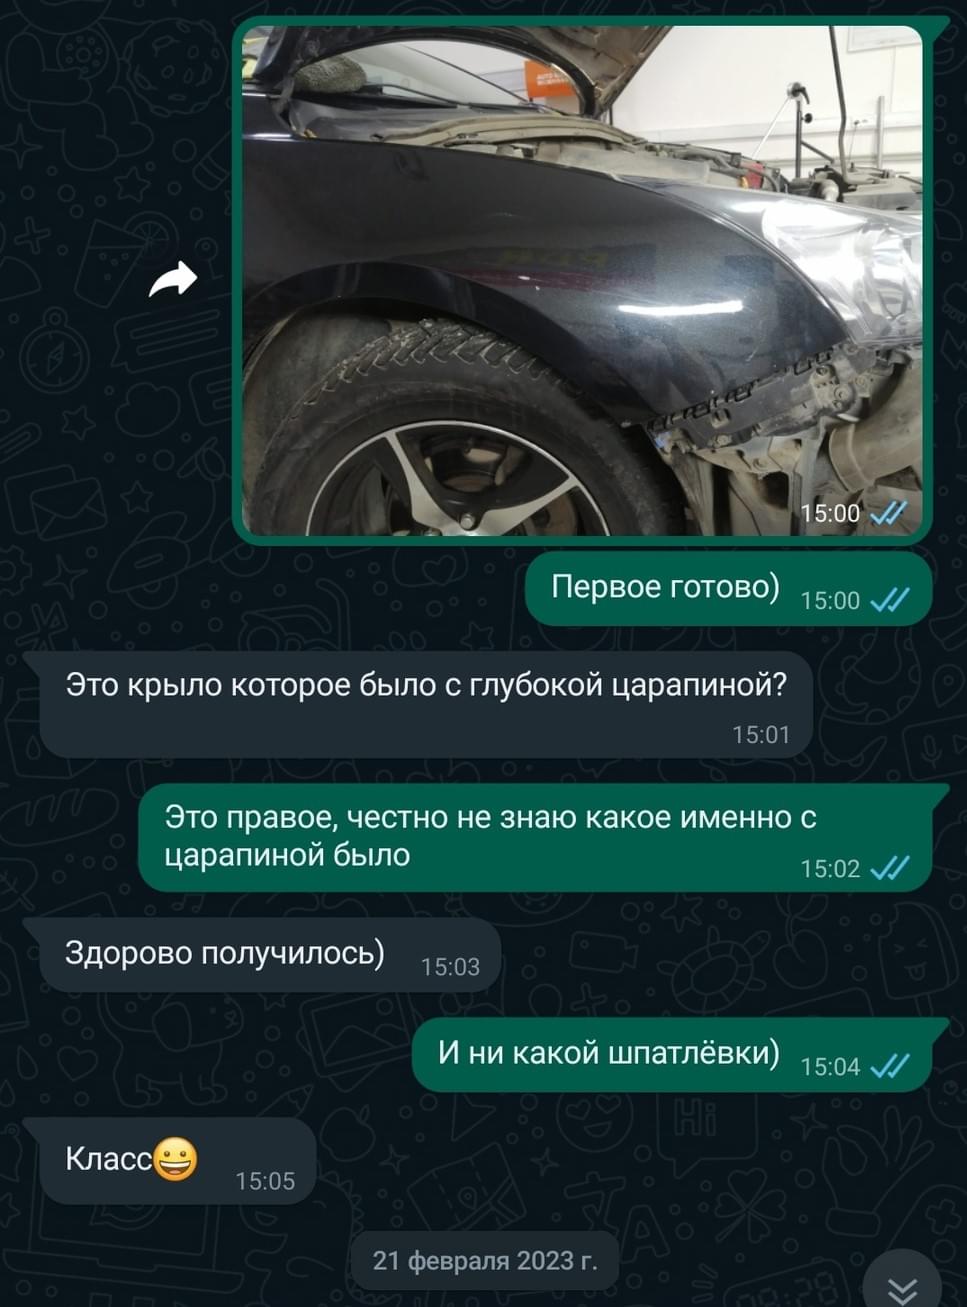 15:00
Первое готово) 15:00
Это крыло которое было с глубокой царапиной?
15:01
Это правое, честно не знаю какое именно с
царапиной было 15:02
Здорово получилось) 15:03
И ни какой шпатлёвки) 15:04
Класс😀 15:05
21 февраля 2023 г.